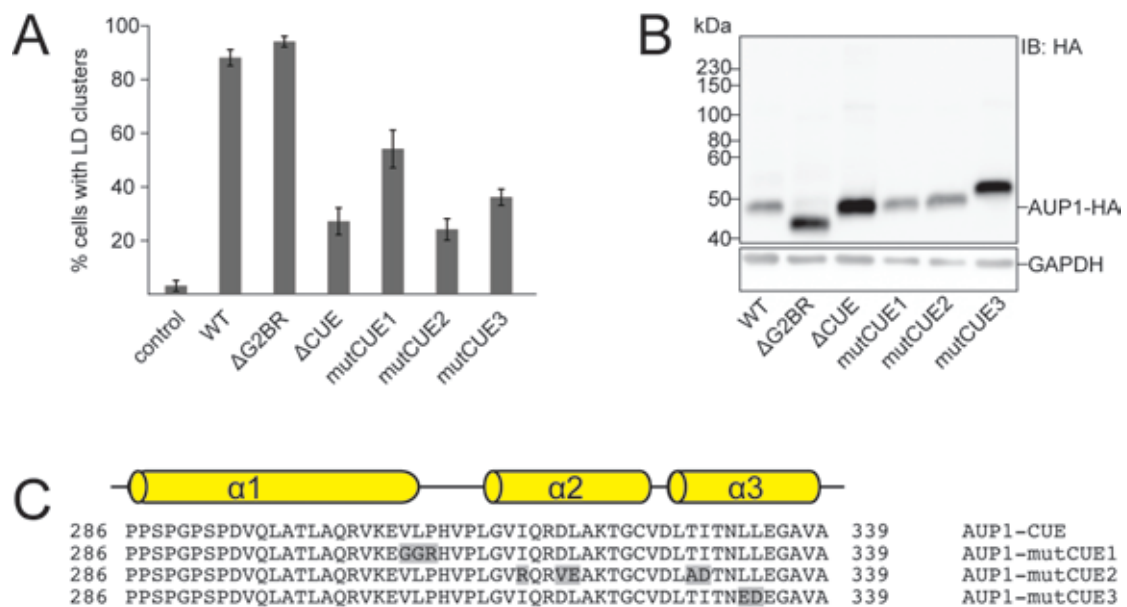 A
% cells with LD clusters
100
80
60
40
20
control
WT
ΔG2BR
ΔCUE
mutCUE1
mutCUE2
mutCUE3
B
kDa
IB: HA
230
150
100
80
60
50
40
AUP1-HA
GAPDH
WT
ΔG2BR
ΔCUE
mutCUE1
mutCUE2
mutCUE3
C
α1 α2 α3
286 PPSPGPSPDVQLATLAQRVKEVLPHVPLGVIQRDLAKTGCVDLTITNLLEGAVA 339 AUP1-CUE
286 PPSPGPSPDVQLATLAQRVKEGGRHVPLGVIQRDLAKTGCVDLTITNLLEGAVA 339 AUP1-mutCUE1
286 PPSPGPSPDVQLATLAQRVKEVLPHVPLGVRQRVEAKTGCVDLADTNLLEGAVA 339 AUP1-mutCUE2
286 PPSPGPSPDVQLATLAQRVKEVLPHVPLGVIQRDLAKTGCVDLTITNEDEGAVA 339 AUP1-mutCUE3